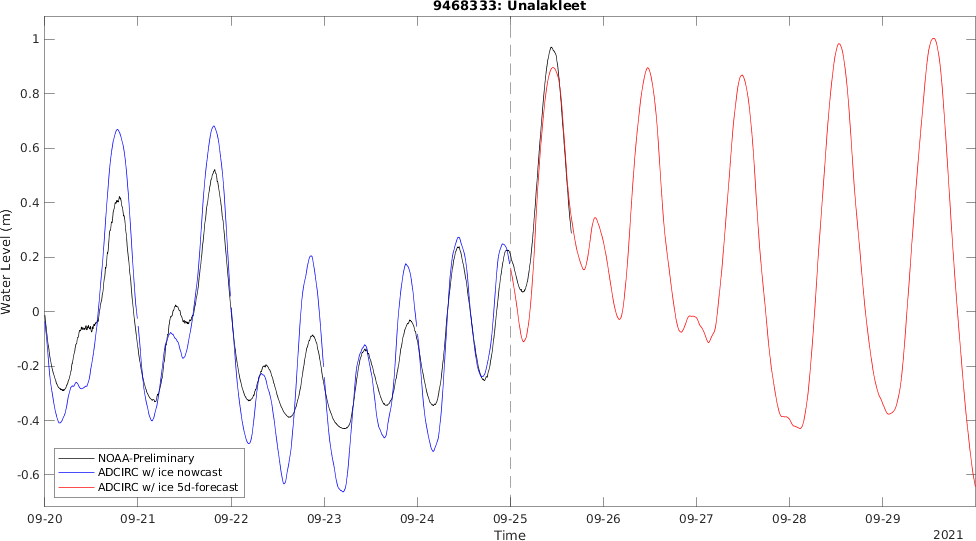 9468333: Unalakleet
1
0.8
0.6
0.4
0.2
0
-0.2
-0.4
-0.6
Water Level (m)
NOAA-Preliminary
ADCIRC w/ ice nowcast
ADCIRC w/ ice 5d-forecast
09-20 09-21 09-22 09-23 09-24 09-25 09-26 09-27 09-28 09-29
Time
2021